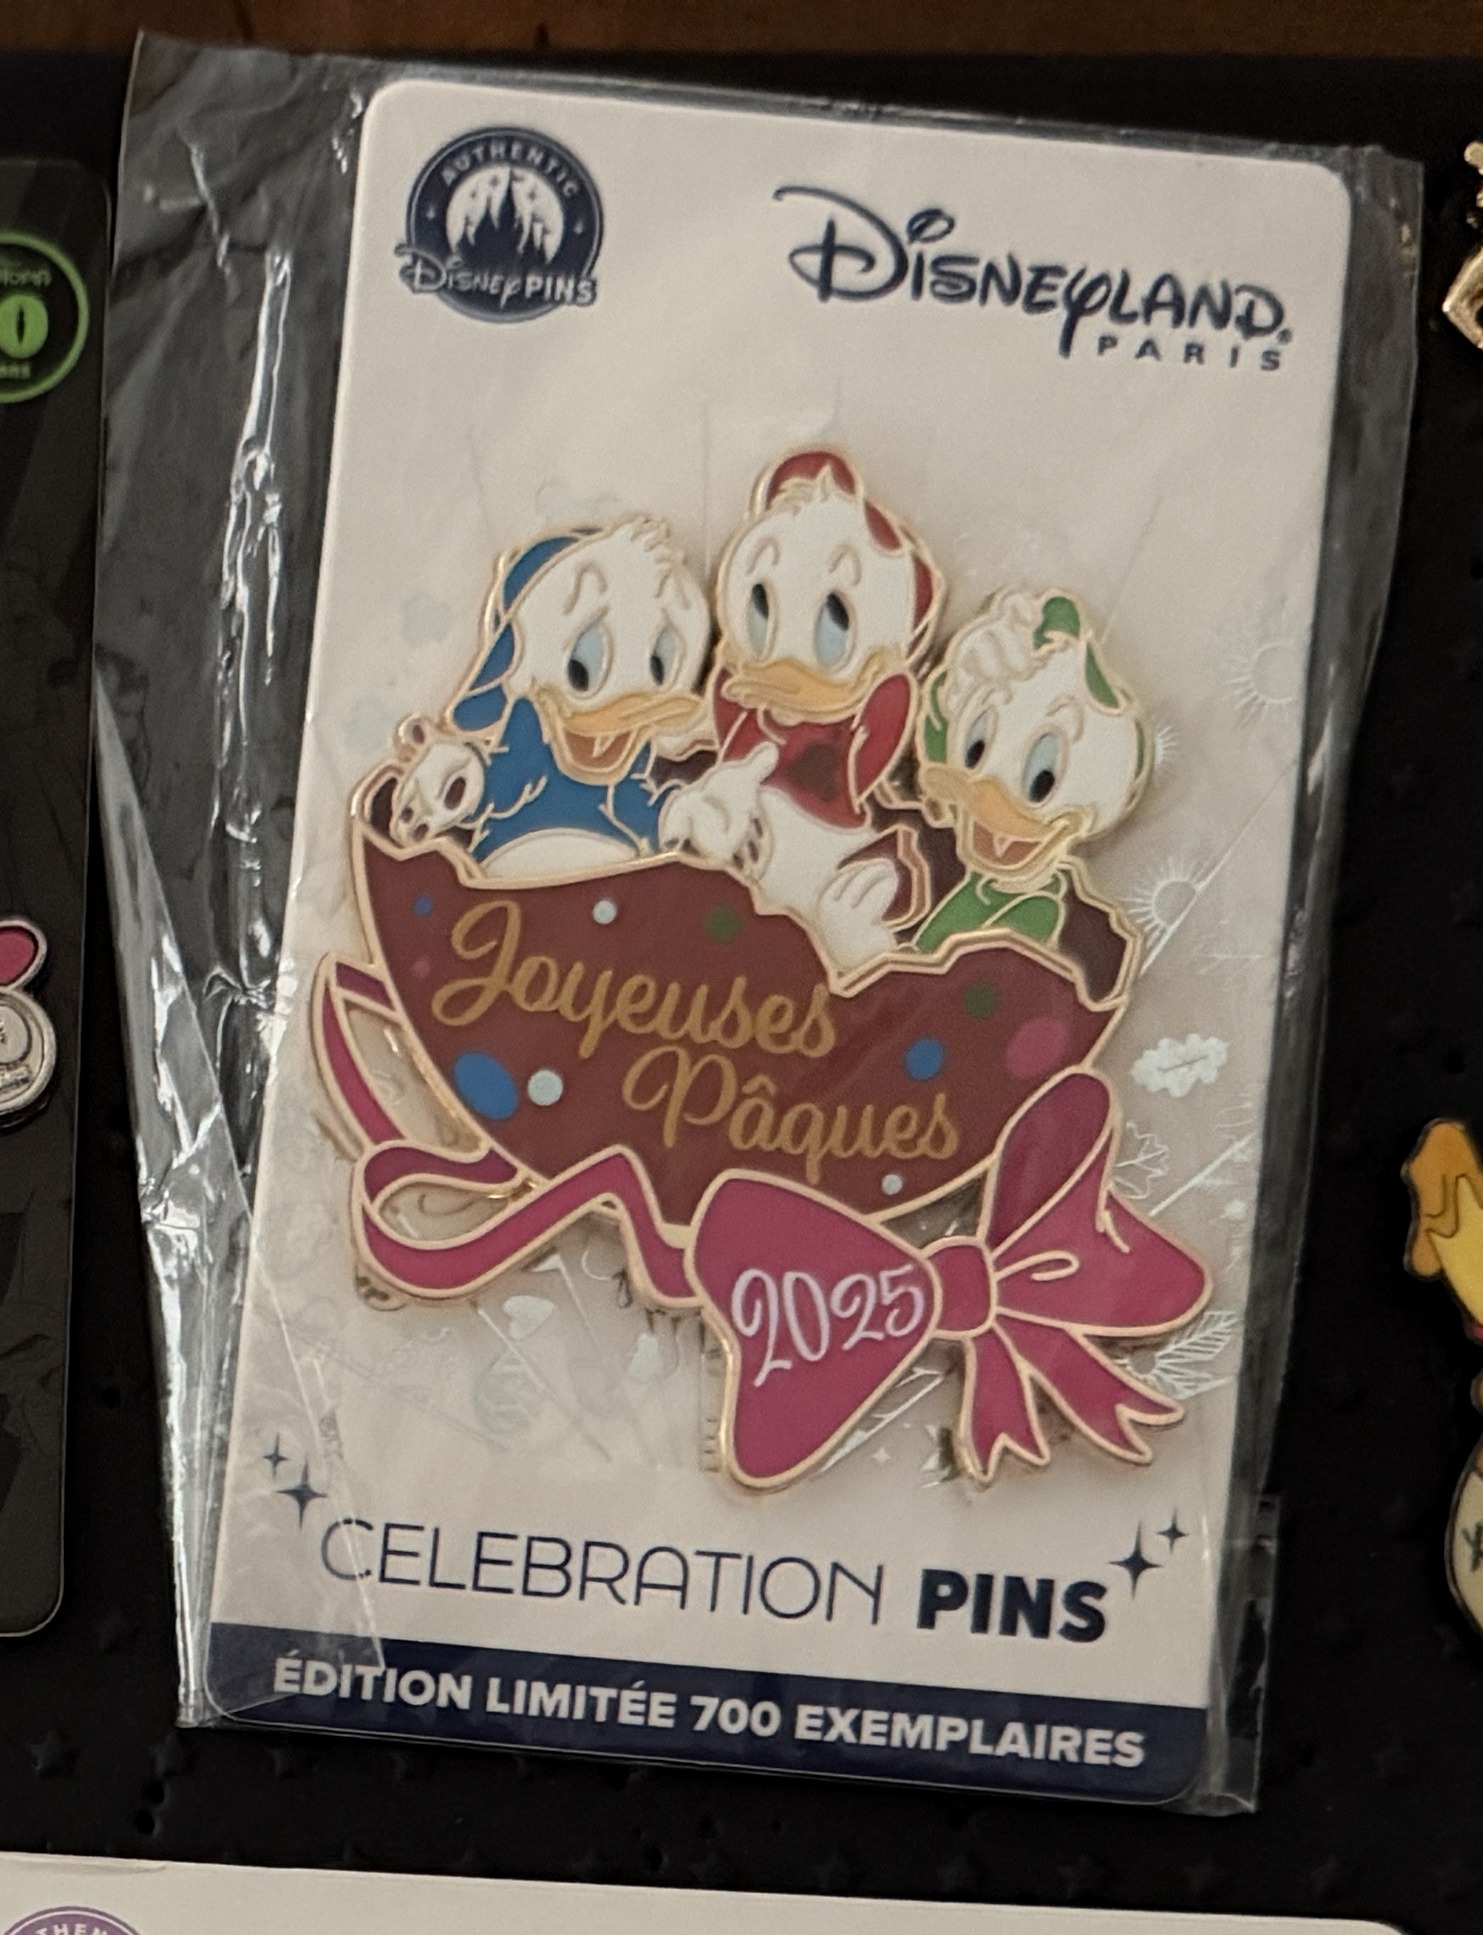 AUTHENTIC
DISNEY PINS
DISNEYLAND
PARIS
Joyeuses
Pâques
2025
CELEBRATION PINS
ÉDITION LIMITÉE 700 EXEMPLAIRES